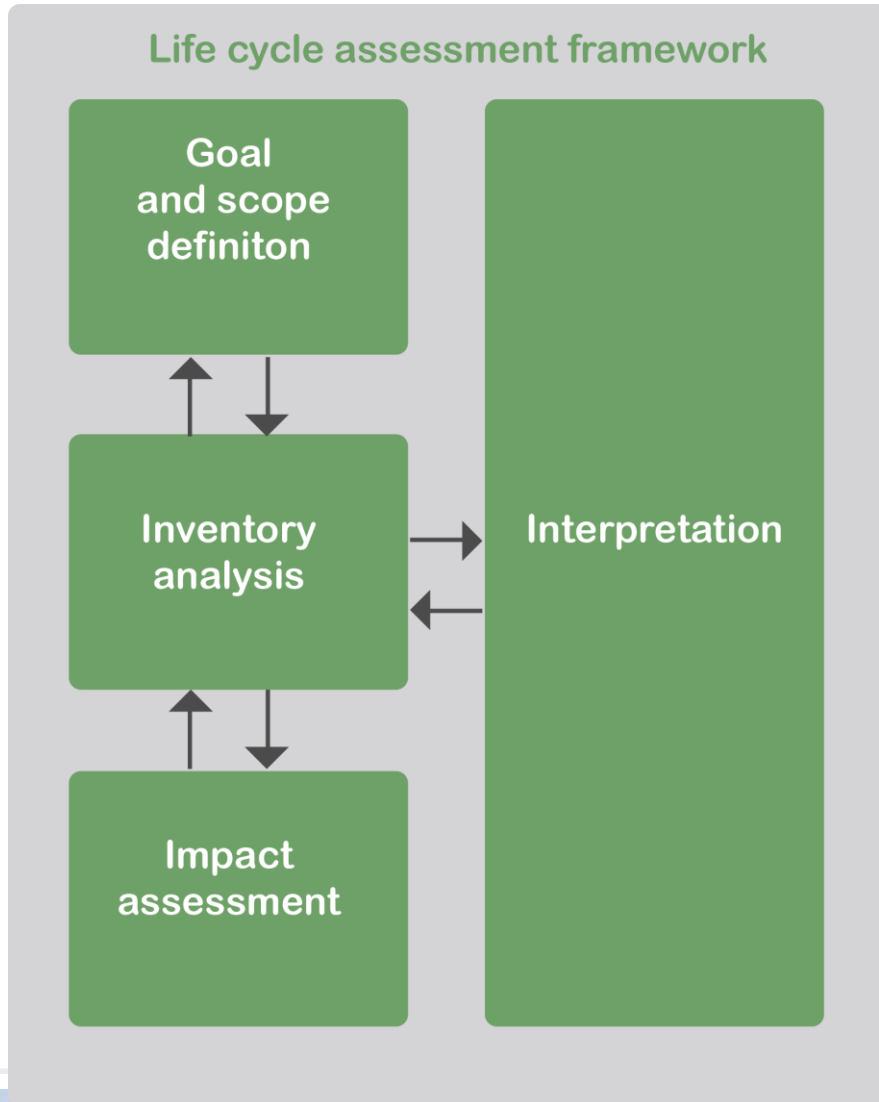 Life cycle assessment framework
Goal
and scope
definiton
Inventory
analysis
Interpretation
Impact
assessment